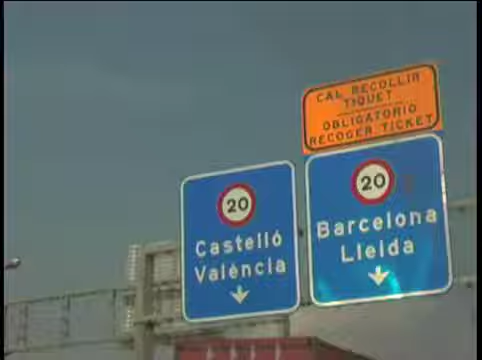 CAL RECOLLIR
TIQUET
OBLIGATORIO
RECOGER TICKET
20
Castelló
València
20
Barcelona
Lleida